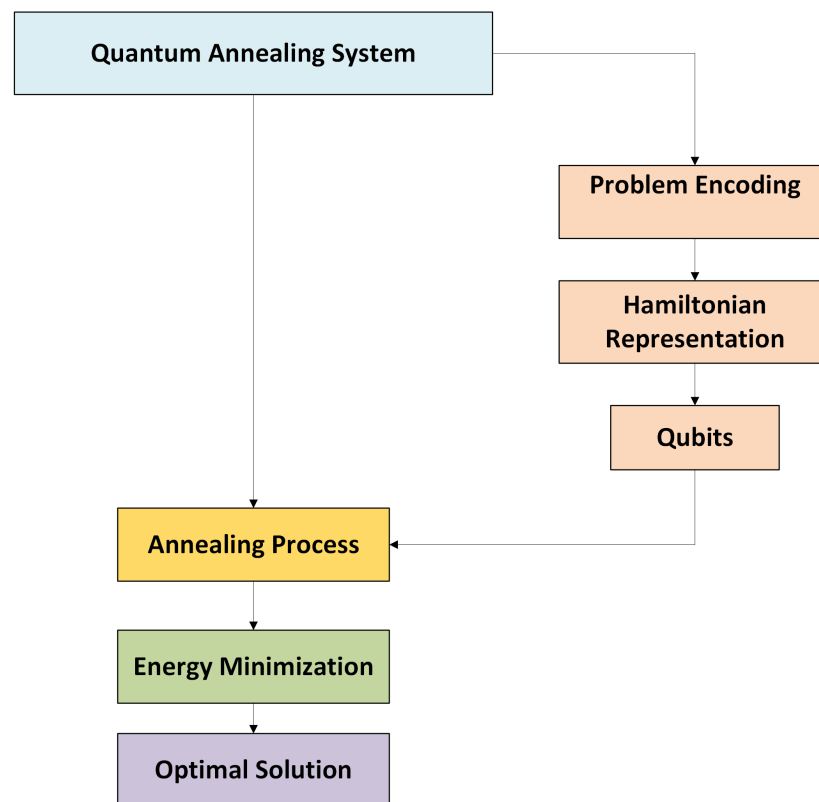 Quantum Annealing System
Problem Encoding
Hamiltonian
Representation
Qubits
Annealing Process
Energy Minimization
Optimal Solution